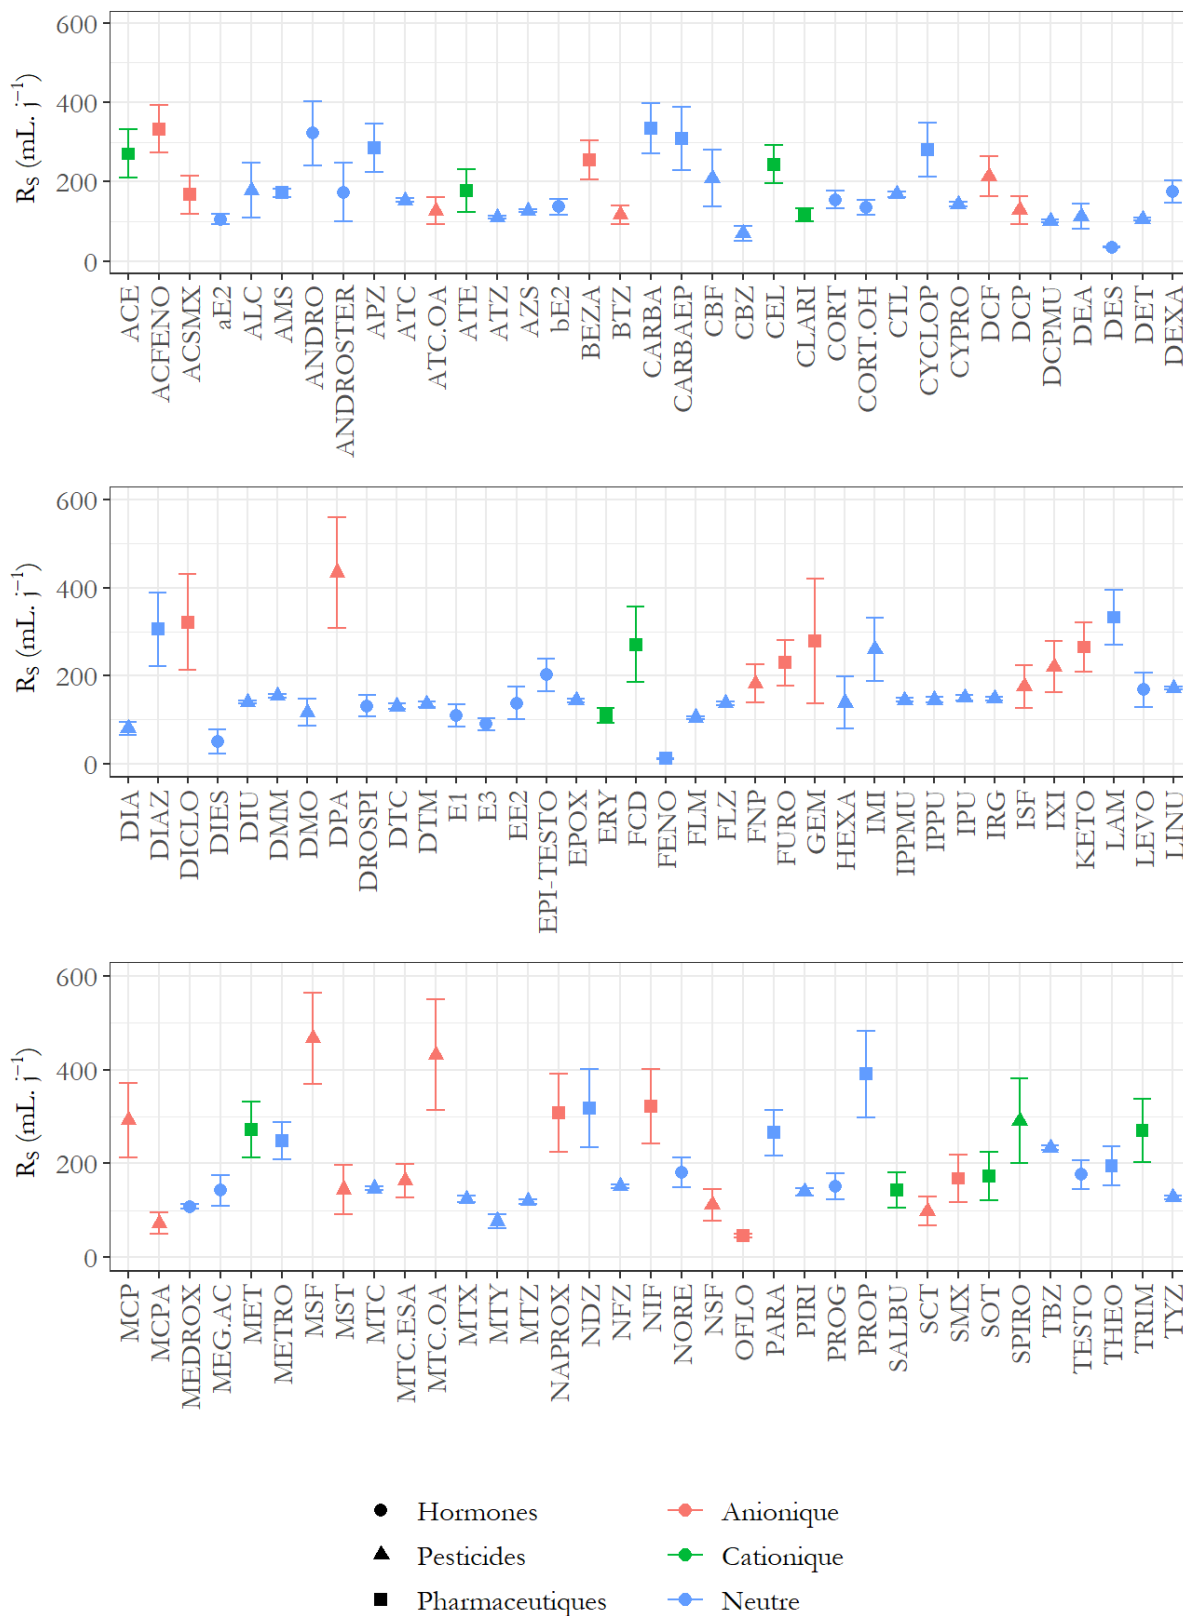 600
400
200
0
Rs (mL. j⁻¹)
ACE
ACFENO
ACSMX
aE2
ALC
AMS
ANDRO
ANDROSTER
APZ
ATC
ATC.OA
ATE
ATZ
AZS
bE2
BEZA
BTZ
CARBA
CARBAEP
CBF
CBZ
CEL
CLARI
CORT
CORT.OH
CTL
CYCLOP
CYPRO
DCF
DCP
DCPMU
DEA
DES
DET
DEXA
600
400
200
0
Rs (mL. j⁻¹)
DIA
DIAZ
DICLO
DIES
DIU
DMM
DMO
DPA
DROSPI
DTC
DTM
E1
E3
EE2
EPI-TESTO
EPOX
ERY
FCD
FENO
FLM
FLZ
FNP
FURO
GEM
HEXA
IMI
IPPMU
IPPU
IPU
IRG
ISF
IXI
KETO
LAM
LEVO
LINU
600
400
200
0
Rs (mL. j⁻¹)
MCP
MCPA
MEDROX
MEG.AC
MET
METRO
MSF
MST
MTC
MTC.ESA
MTC.OA
MTX
MTY
MTZ
NAPROX
NDZ
NFZ
NIF
NORE
NSF
OFLO
PARA
PIRI
PROG
PROP
SALBU
SCT
SMX
SOT
SPIRO
TBZ
TESTO
THEO
TRIM
TYZ
Hormones
Pesticides
Pharmaceutiques
Anionique
Cationique
Neutre